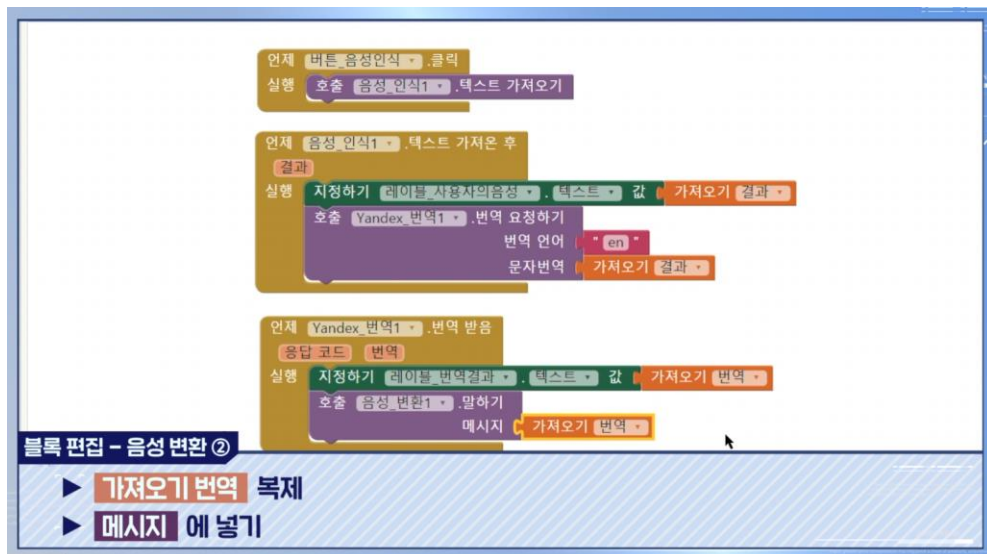 언제 버튼_음성인식 .클릭
실행 호출 음성_인식1 .텍스트 가져오기
언제 음성_인식1 .텍스트 가져온 후
결과
실행 지정하기 레이블_사용자의음성 . 텍스트 값 가져오기 결과
호출 Yandex_번역1 .번역 요청하기
번역 언어 " en "
문자번역 가져오기 결과
언제 Yandex_번역1 .번역 받음
응답 코드 번역
실행 지정하기 레이블_번역결과 . 텍스트 값 가져오기 번역
호출 음성_변환1 .말하기
메시지 가져오기 번역
블록 편집 – 음성 변환 ②
▶ 가져오기 번역 복제
▶ 메시지 에 넣기